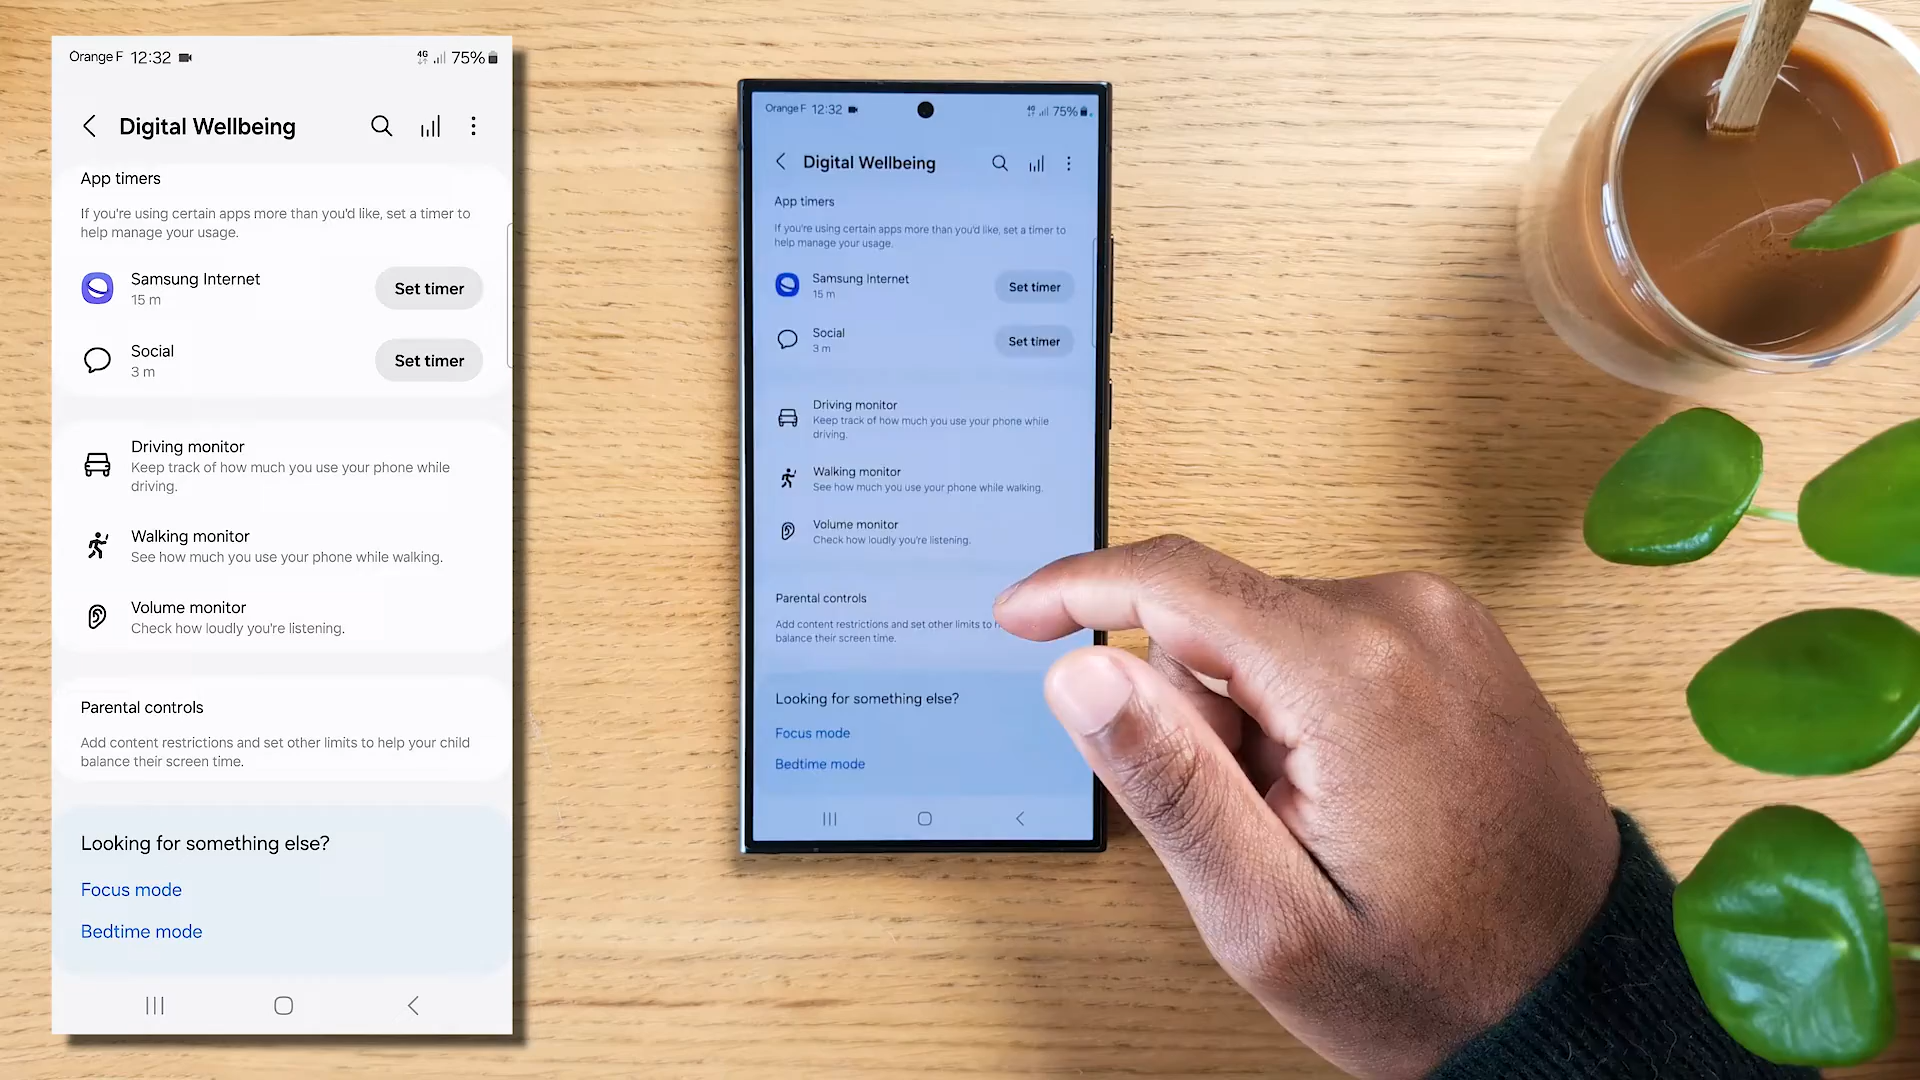 Orange F 12:32
4G 75%
Digital Wellbeing
App timers
If you're using certain apps more than you'd like, set a timer to
help manage your usage.
Samsung Internet
15 m
Set timer
Social
3 m
Set timer
Driving monitor
Keep track of how much you use your phone while
driving.
Walking monitor
See how much you use your phone while walking.
Volume monitor
Check how loudly you're listening.
Parental controls
Add content restrictions and set other limits to help your child
balance their screen time.
Looking for something else?
Focus mode
Bedtime mode
Orange F 12:32
4G 75%
Digital Wellbeing
App timers
If you're using certain apps more than you'd like, set a timer to
help manage your usage.
Samsung Internet
15 m
Set timer
Social
3 m
Set timer
Driving monitor
Keep track of how much you use your phone while
driving.
Walking monitor
See how much you use your phone while walking.
Volume monitor
Check how loudly you're listening.
Parental controls
Add content restrictions and set other limits to
balance their screen time.
Looking for something else?
Focus mode
Bedtime mode